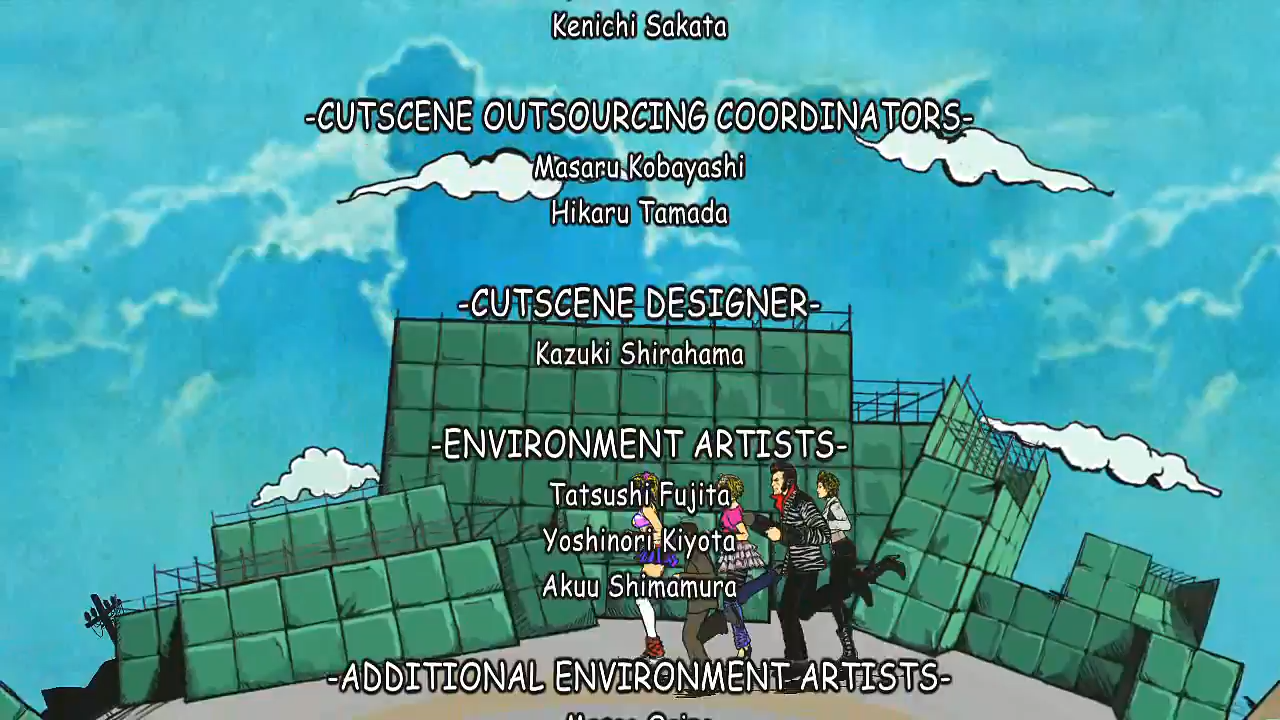 Kenichi Sakata
-CUTSCENE OUTSOURCING COORDINATORS-
Masaru Kobayashi
Hikaru Tamada
-CUTSCENE DESIGNER-
Kazuki Shirahama
-ENVIRONMENT ARTISTS-
Tatsushi Fujita
Yoshinori Kiyota
Akuu Shimamura
-ADDITIONAL ENVIRONMENT ARTISTS-